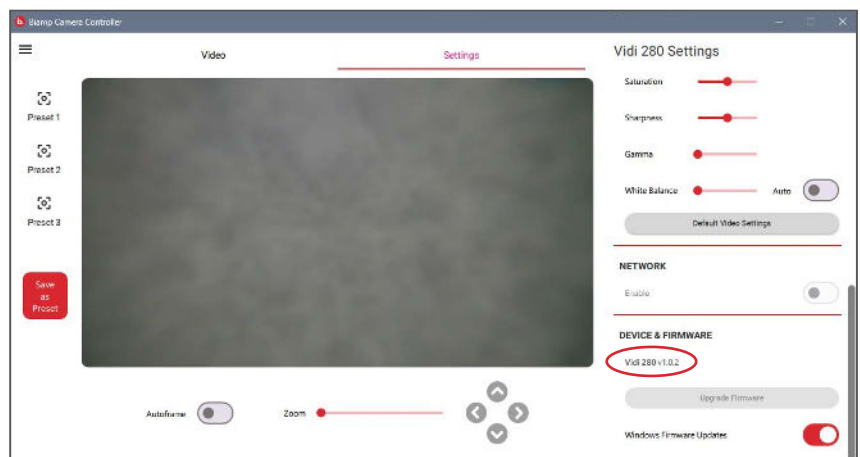 b. Biamp Camera Controller
Video
Settings
Preset 1
Preset 2
Preset 3
Save
as
Preset
Autoframe
Zoom
Vidi 280 Settings
Saturation
Sharpness
Gamma
White Balance Auto
Default Video Settings
NETWORK
Enable
DEVICE & FIRMWARE
Vidi 280 v1.0.2
Upgrade Firmware
Windows Firmware Updates